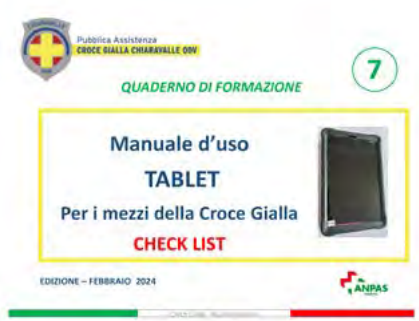 Pubblica Assistenza
CROCE GIALLA CHIARAVALLE ODV
QUADERNO DI FORMAZIONE
7
Manuale d'uso
TABLET
Per i mezzi della Croce Gialla
CHECK LIST
EDIZIONE – FEBBRAIO 2024
ANPAS